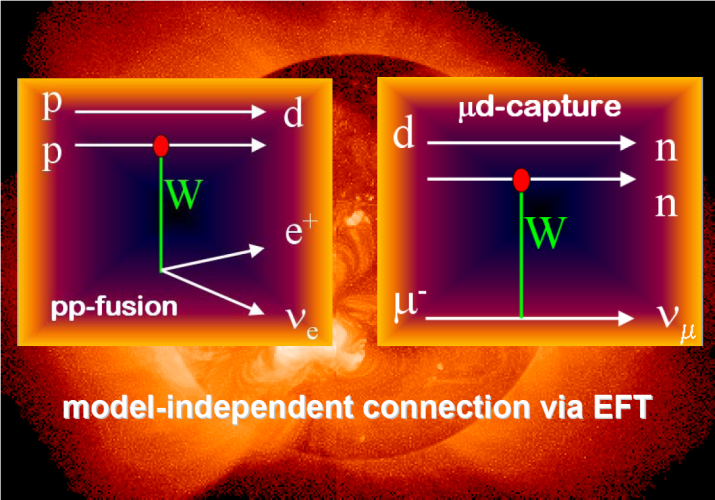 p
d
p
W
e+
pp-fusion
νe
μd-capture
d
n
n
W
μ-
νμ
model-independent connection via EFT